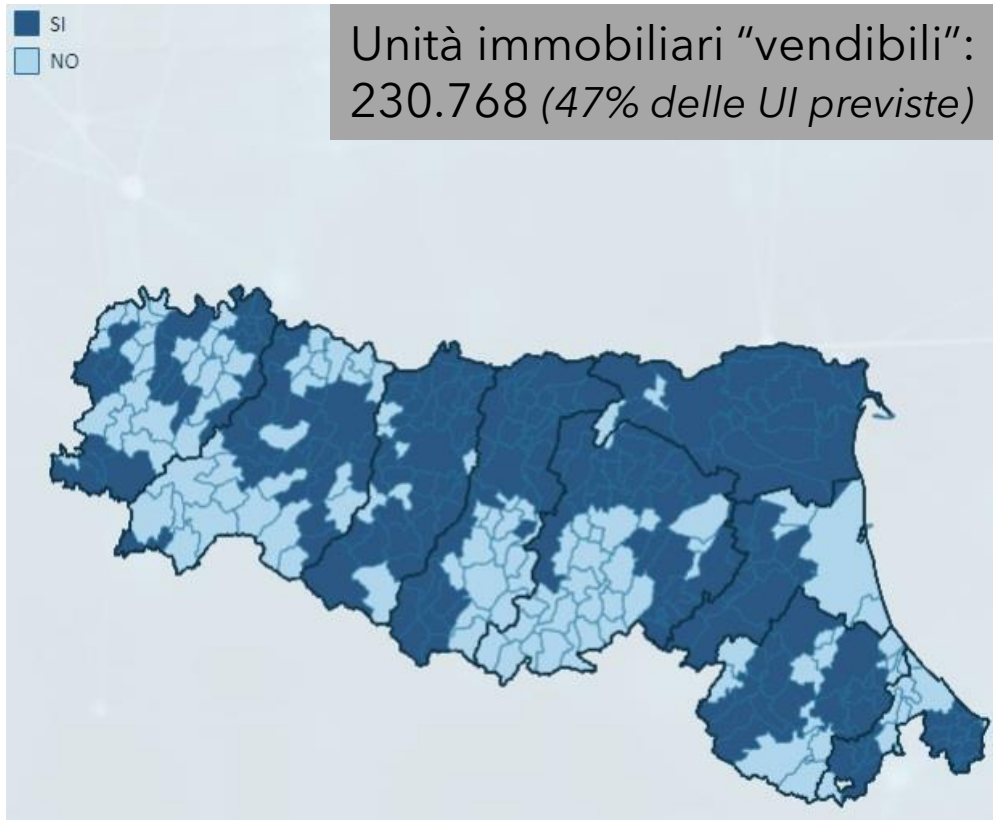 SI
NO
Unità immobiliari “vendibili”:
230.768 (47% delle UI previste)